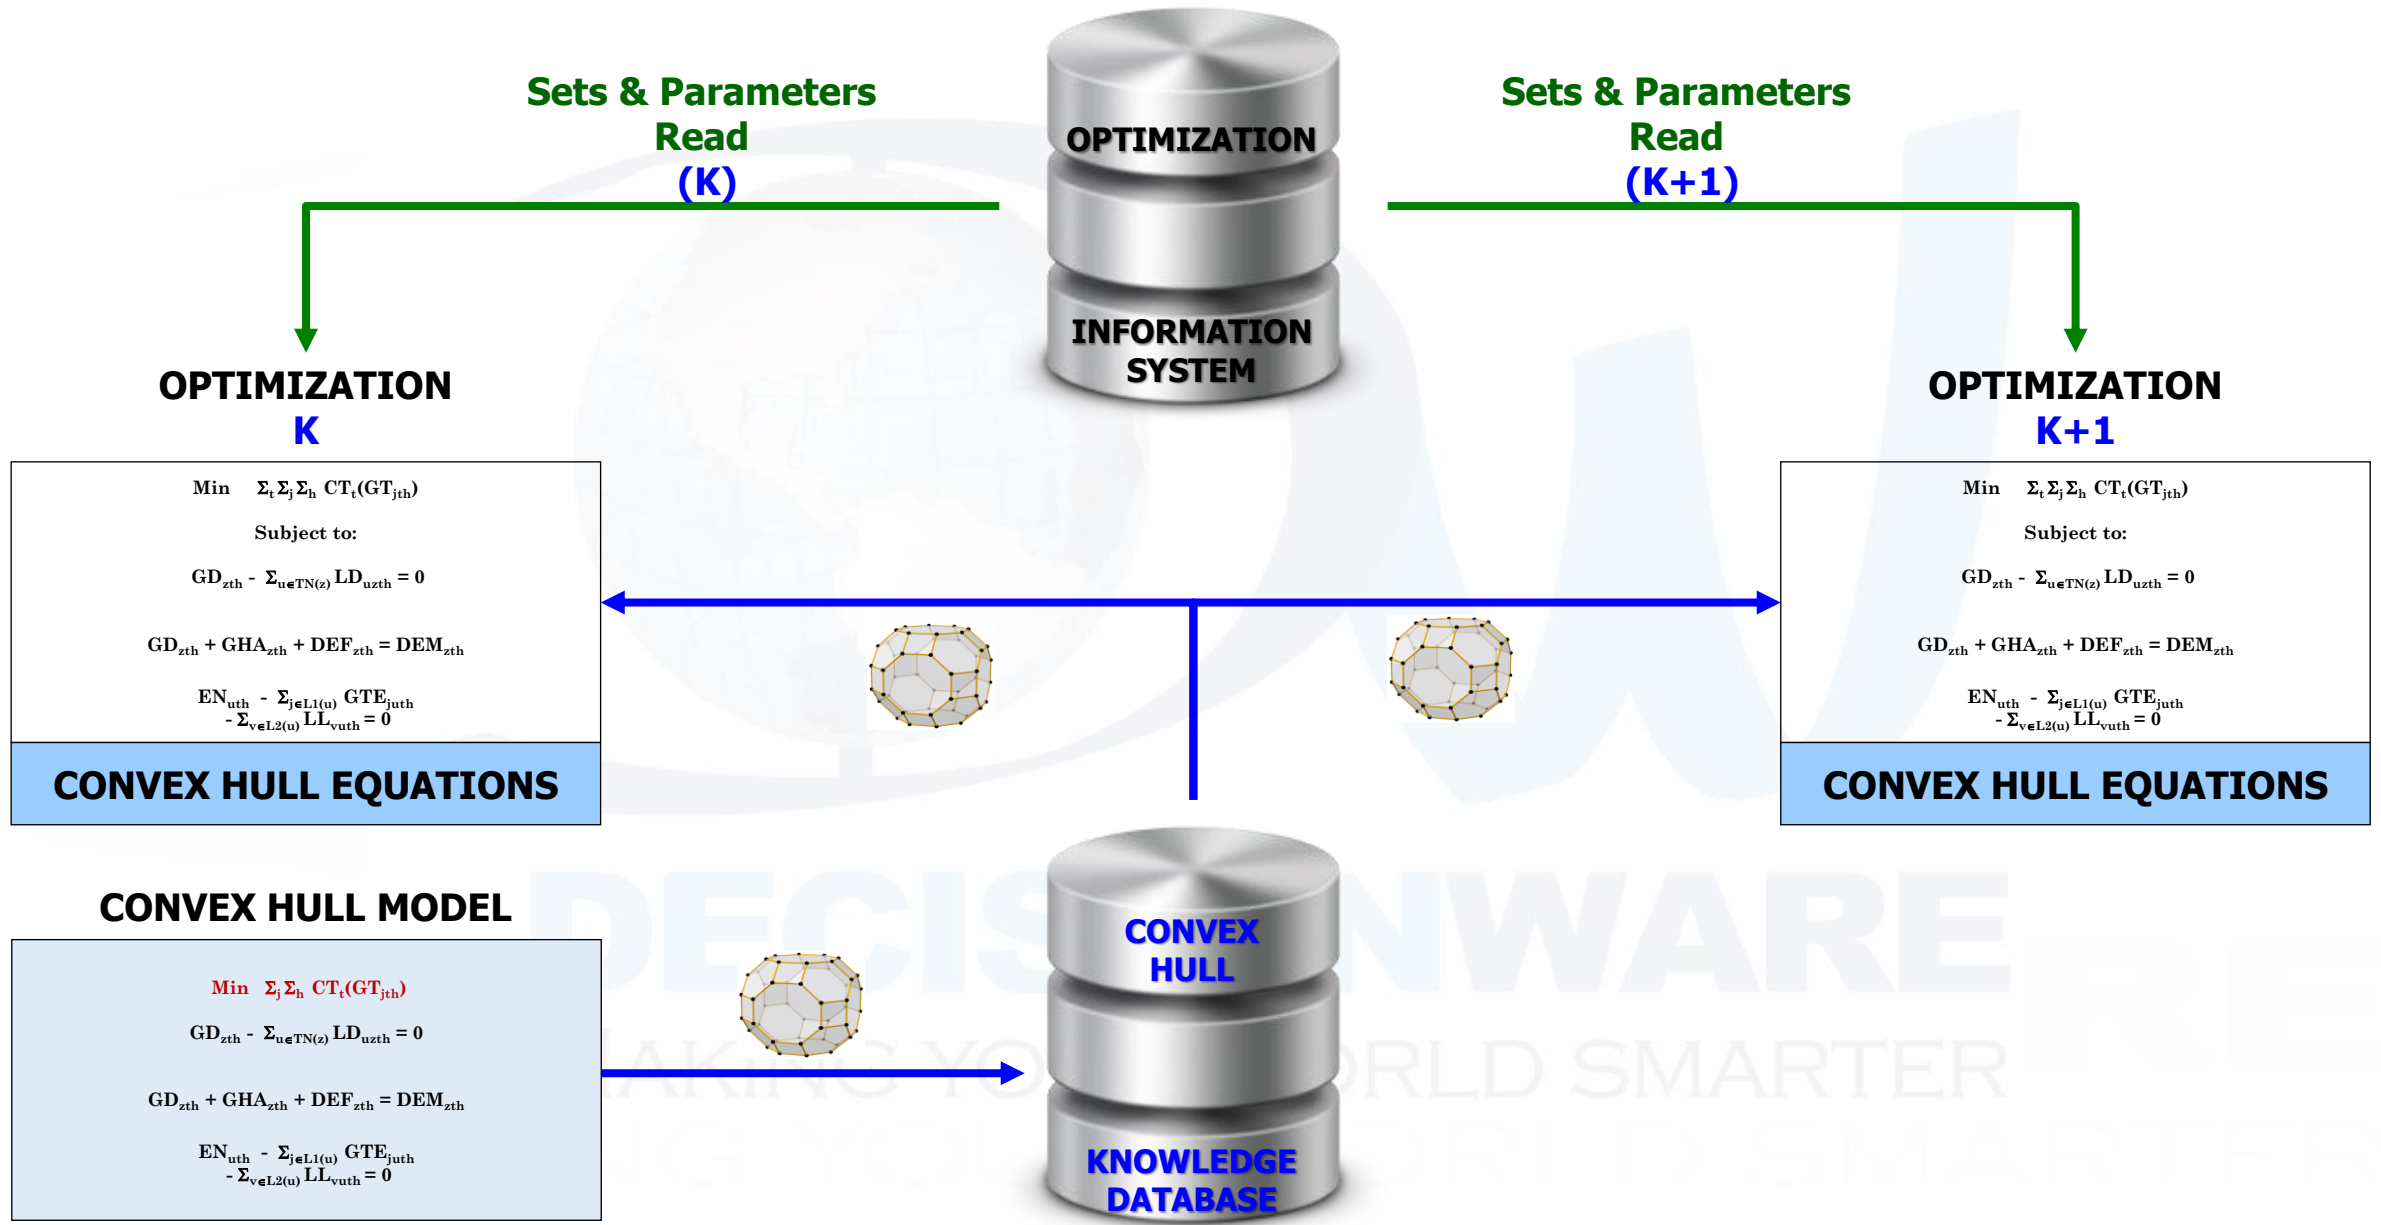 Sets & Parameters
Read
(K)
OPTIMIZATION
INFORMATION
SYSTEM
Sets & Parameters
Read
(K+1)
OPTIMIZATION
K
Min Σt Σj Σh CTt(GTjth)
Subject to:
GDzth - Σu∈TN(z) LDuzth = 0
GDzth + GHAzth + DEFzth = DEMzth
ENuth - Σj∈L1(u) GTEjuth
- Σv∈L2(u) LLvuth = 0
CONVEX HULL EQUATIONS
OPTIMIZATION
K+1
Min Σt Σj Σh CTt(GTjth)
Subject to:
GDzth - Σu∈TN(z) LDuzth = 0
GDzth + GHAzth + DEFzth = DEMzth
ENuth - Σj∈L1(u) GTEjuth
- Σv∈L2(u) LLvuth = 0
CONVEX HULL EQUATIONS
CONVEX HULL MODEL
Min Σj Σh CTt(GTjth)
GDzth - Σu∈TN(z) LDuzth = 0
GDzth + GHAzth + DEFzth = DEMzth
ENuth - Σj∈L1(u) GTEjuth
- Σv∈L2(u) LLvuth = 0
CONVEX
HULL
KNOWLEDGE
DATABASE
SMARTER